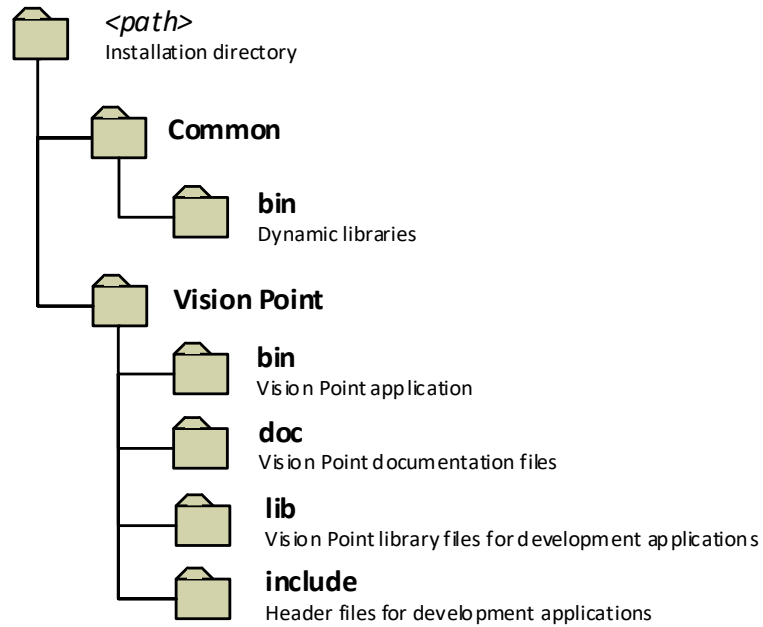 <path>
Installation directory
Common
bin
Dynamic libraries
Vision Point
bin
Vision Point application
doc
Vision Point documentation files
lib
Vision Point library files for development applications
include
Header files for development applications